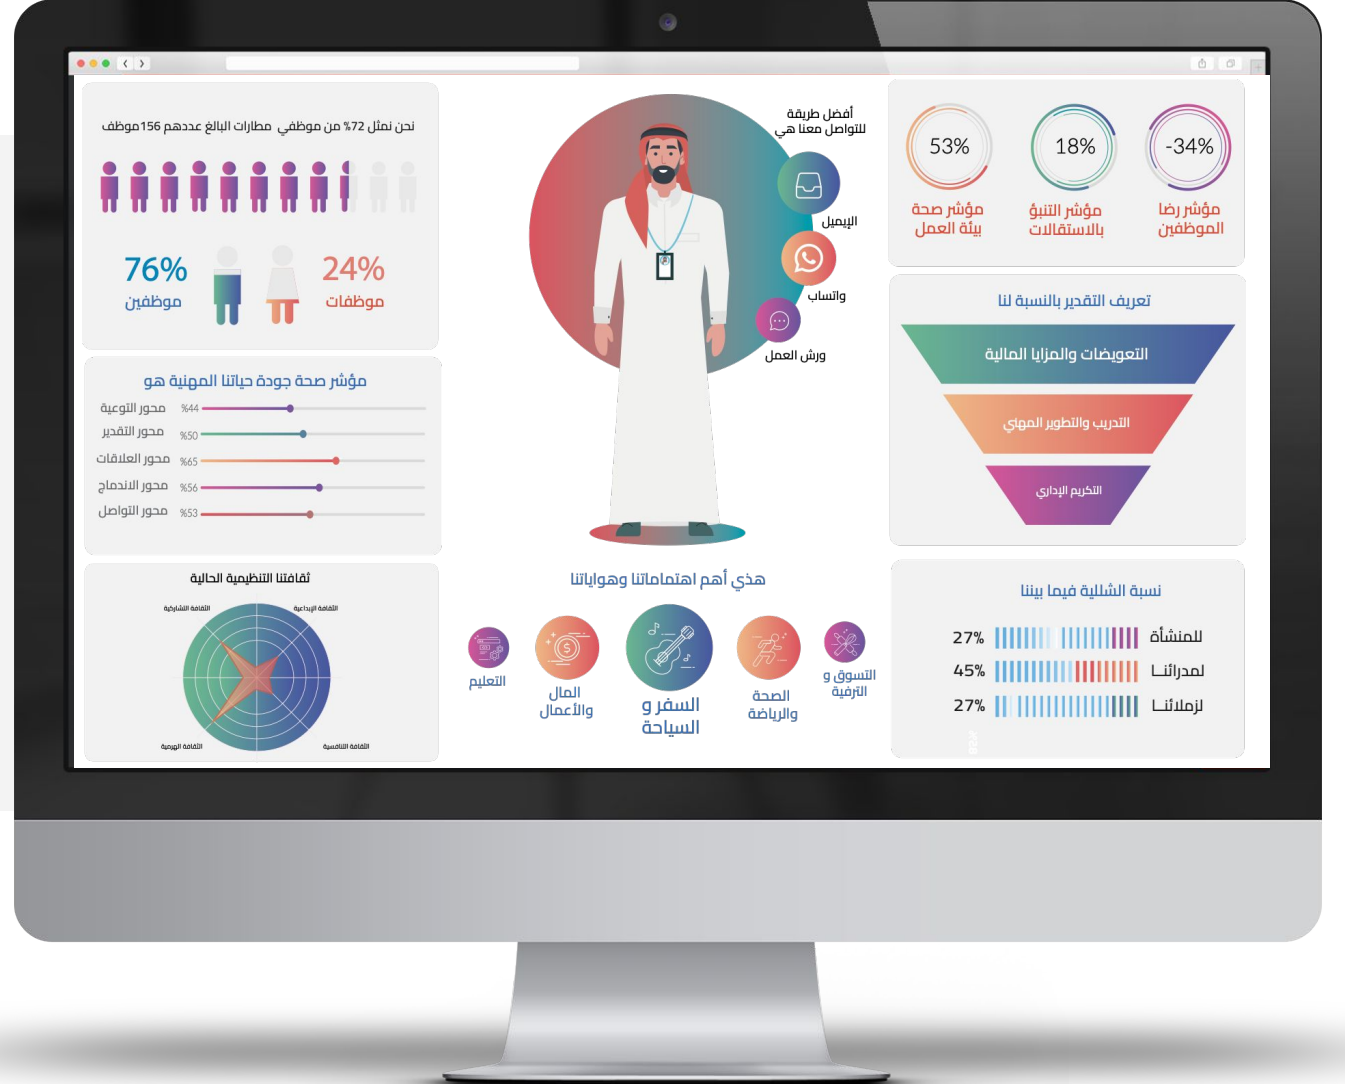 مؤشر رضا
الموظفين
-34%
مؤشر التنبؤ
بالاستقالات
18%
مؤشر صحة
بيئة العمل
53%
تعريف التقدير بالنسبة لنا
التعويضات والمزايا المالية
التدريب والتطوير المهني
التكريم الإداري
نسبة الشللية فيما بيننا
للمنشأة 27%
لمدرائنــا 45%
لزملائنــا 27%
أفضل طريقة
للتواصل معنا هي
الإيميل
واتساب
ورش العمل
هذي أهم اهتماماتنا وهواياتنا
التسوق و
الترفية
الصحة
والرياضة
السفر و
السياحة
المال
والأعمال
التعليم
نحن نمثل 72% من موظفي مطارات البالغ عددهم 156موظف
24%
موظفات
76%
موظفين
مؤشر صحة جودة حياتنا المهنية هو
محور التوعية %44
محور التقدير %50
محور العلاقات %65
محور الاندماج %56
محور التواصل %53
ثقافتنا التنظيمية الحالية
الثقافة الإبداعية
الثقافة التشاركية
الثقافة التنافسية
الثقافة الهرمية